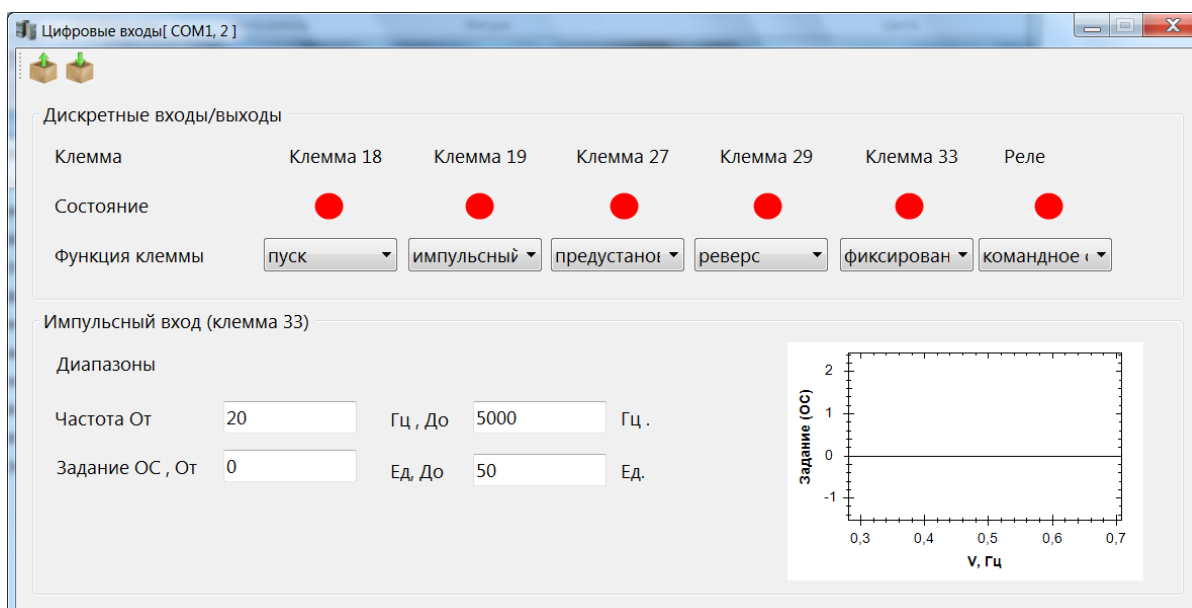 Цифровые входы[ COM1, 2 ]
Дискретные входы/выходы
Клемма Клемма 18 Клемма 19 Клемма 27 Клемма 29 Клемма 33 Реле
Состояние
Функция клеммы пуск импульсный предустано реверс фиксирован командное
Импульсный вход (клемма 33)
Диапазоны
Частота От 20 Гц , До 5000 Гц .
Задание ОС , От 0 Ед, До 50 Ед.
Задание (ОС)
2
1
0
-1
0,3 0,4 0,5 0,6 0,7
V, Гц